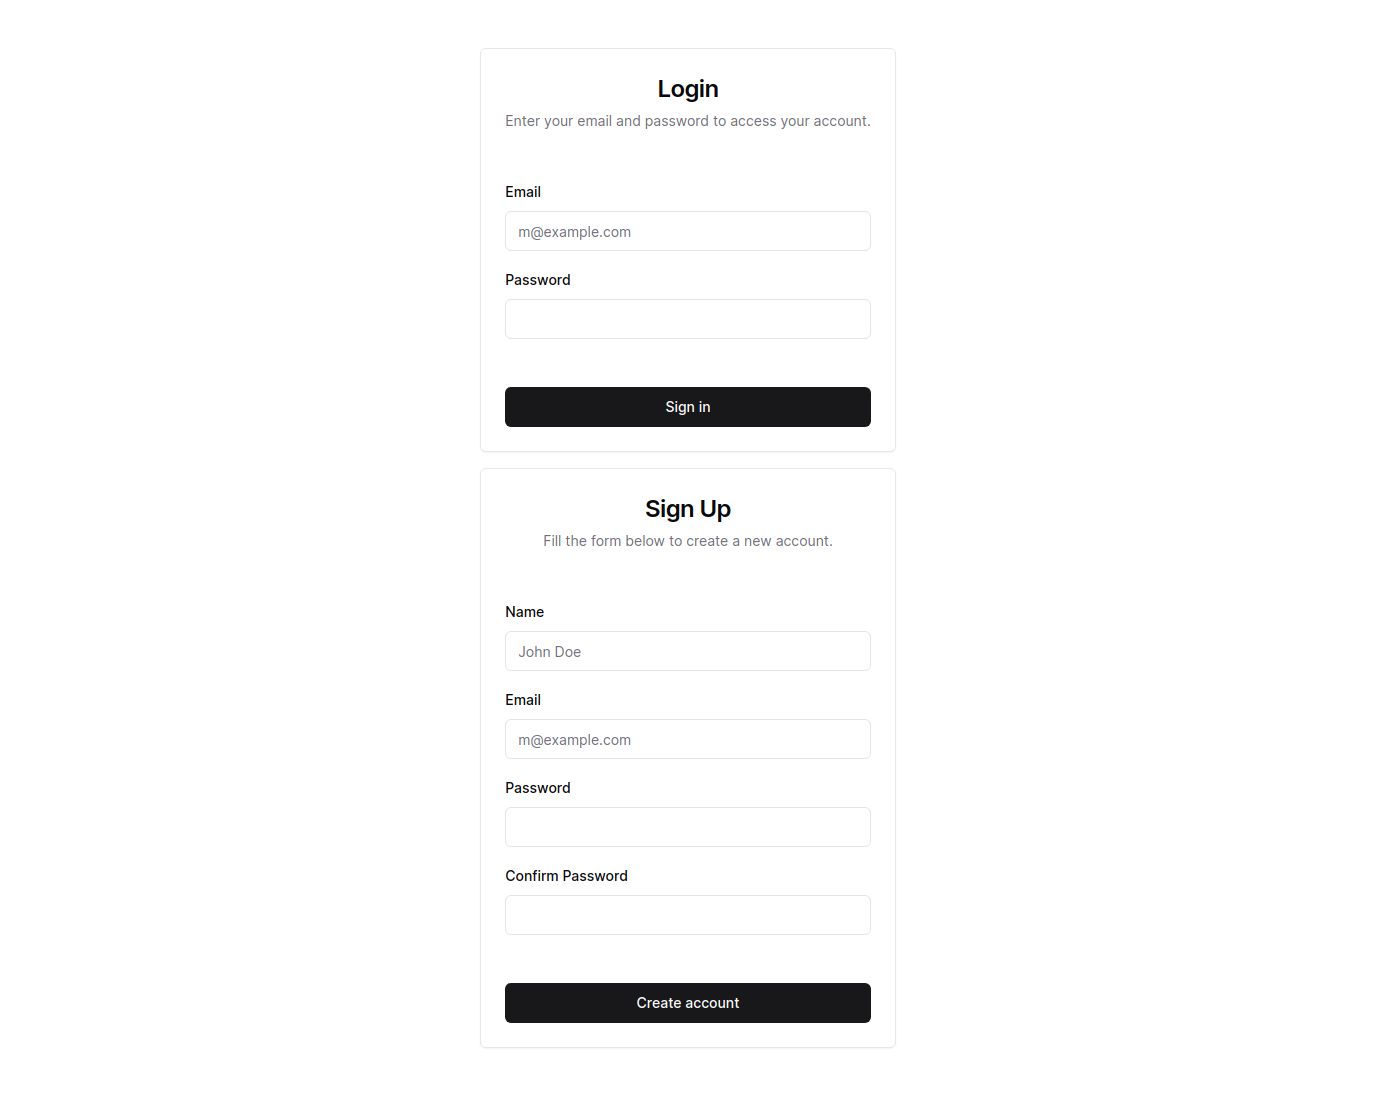 Login
Enter your email and password to access your account.
Email
m@example.com
Password
Sign in
Sign Up
Fill the form below to create a new account.
Name
John Doe
Email
m@example.com
Password
Confirm Password
Create account